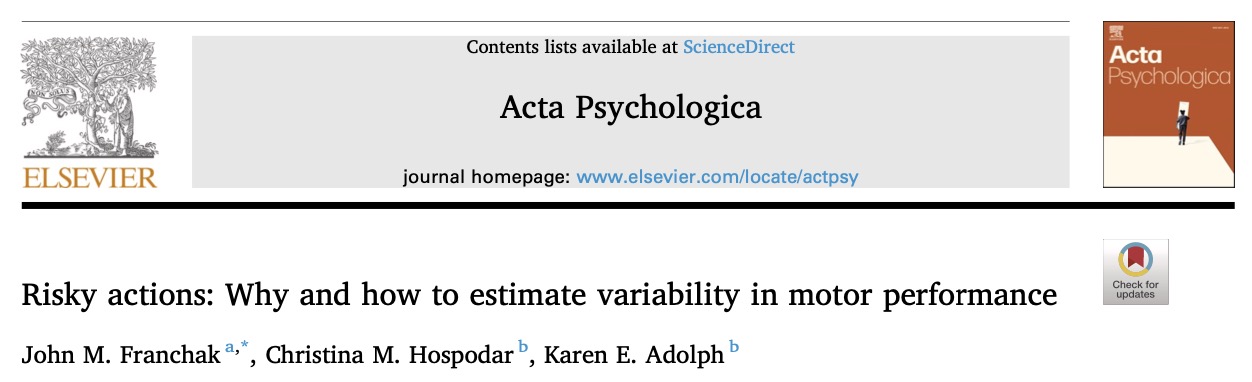 Contents lists available at ScienceDirect
Acta Psychologica
journal homepage: www.elsevier.com/locate/actpsy
ELSEVIER
Acta
Psychologica
Check for
updates
Risky actions: Why and how to estimate variability in motor performance
John M. Franchak a,*, Christina M. Hospodar b, Karen E. Adolph b